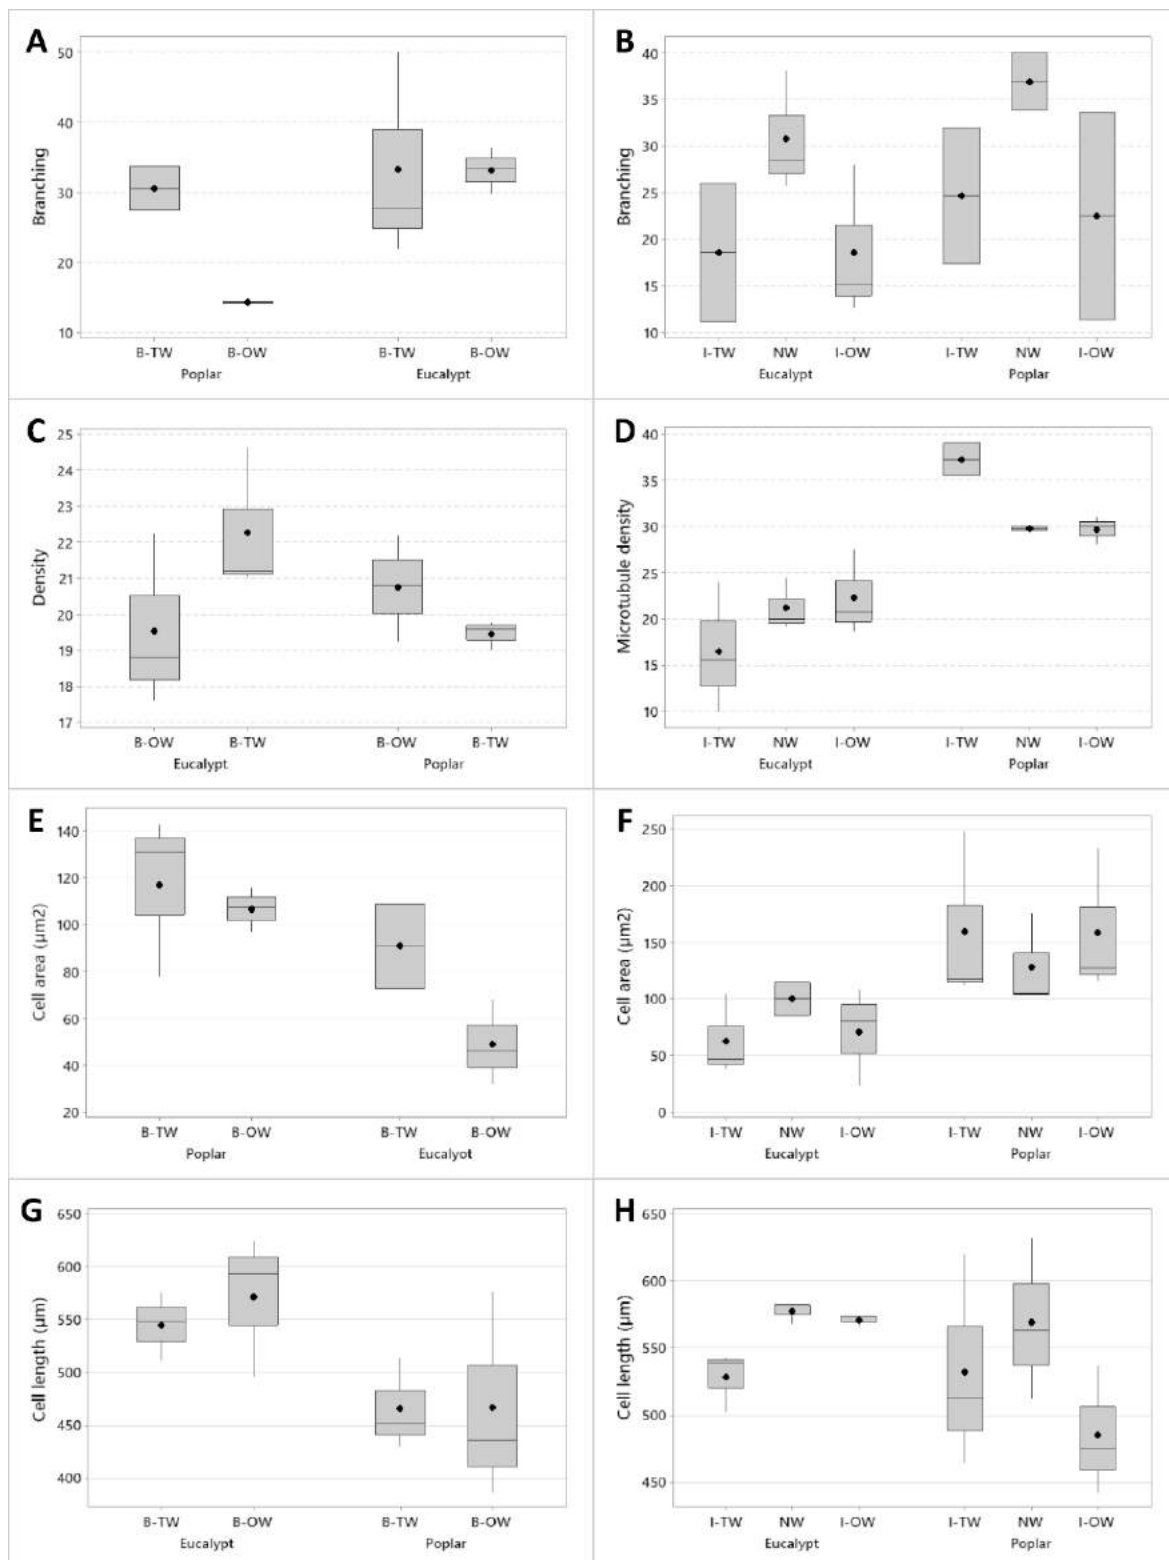 A
Branching
50
40
30
20
10
B-TW B-OW B-TW B-OW
Poplar Eucalypt
B
Branching
40
35
30
25
20
15
10
I-TW NW I-OW I-TW NW I-OW
Eucalypt Poplar
C
Density
25
24
23
22
21
20
19
18
17
B-OW B-TW B-OW B-TW
Eucalypt Poplar
D
Microtubule density
40
35
30
25
20
15
10
I-TW NW I-OW I-TW NW I-OW
Eucalypt Poplar
E
Cell area (µm2)
140
120
100
80
60
40
20
B-TW B-OW B-TW B-OW
Poplar Eucalyot
F
Cell area (µm2)
250
200
150
100
50
0
I-TW NW I-OW I-TW NW I-OW
Eucalypt Poplar
G
Cell length (µm)
650
600
550
500
450
400
B-TW B-OW B-TW B-OW
Eucalypt Poplar
H
Cell length (µm)
650
600
550
500
450
I-TW NW I-OW I-TW NW I-OW
Eucalypt Poplar